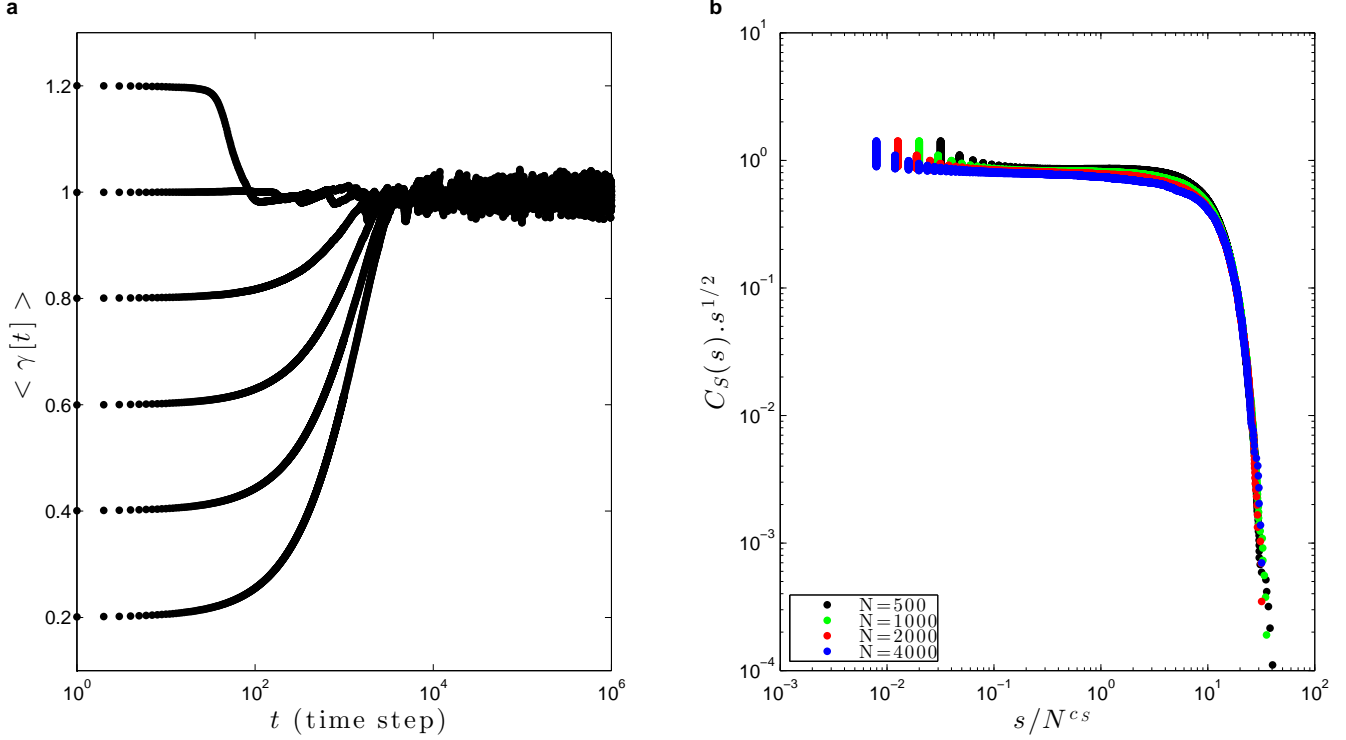 a
1.2
1
0.8
0.6
0.4
0.2
< γ[t] >
10^0
10^2
10^4
10^6
t (time step)
b
10^1
10^0
10^−1
10^−2
10^−3
10^−4
C_S(s).s^{1/2}
N=500
N=1000
N=2000
N=4000
10^−3
10^−2
10^−1
10^0
10^1
10^2
s/N^{c_S}